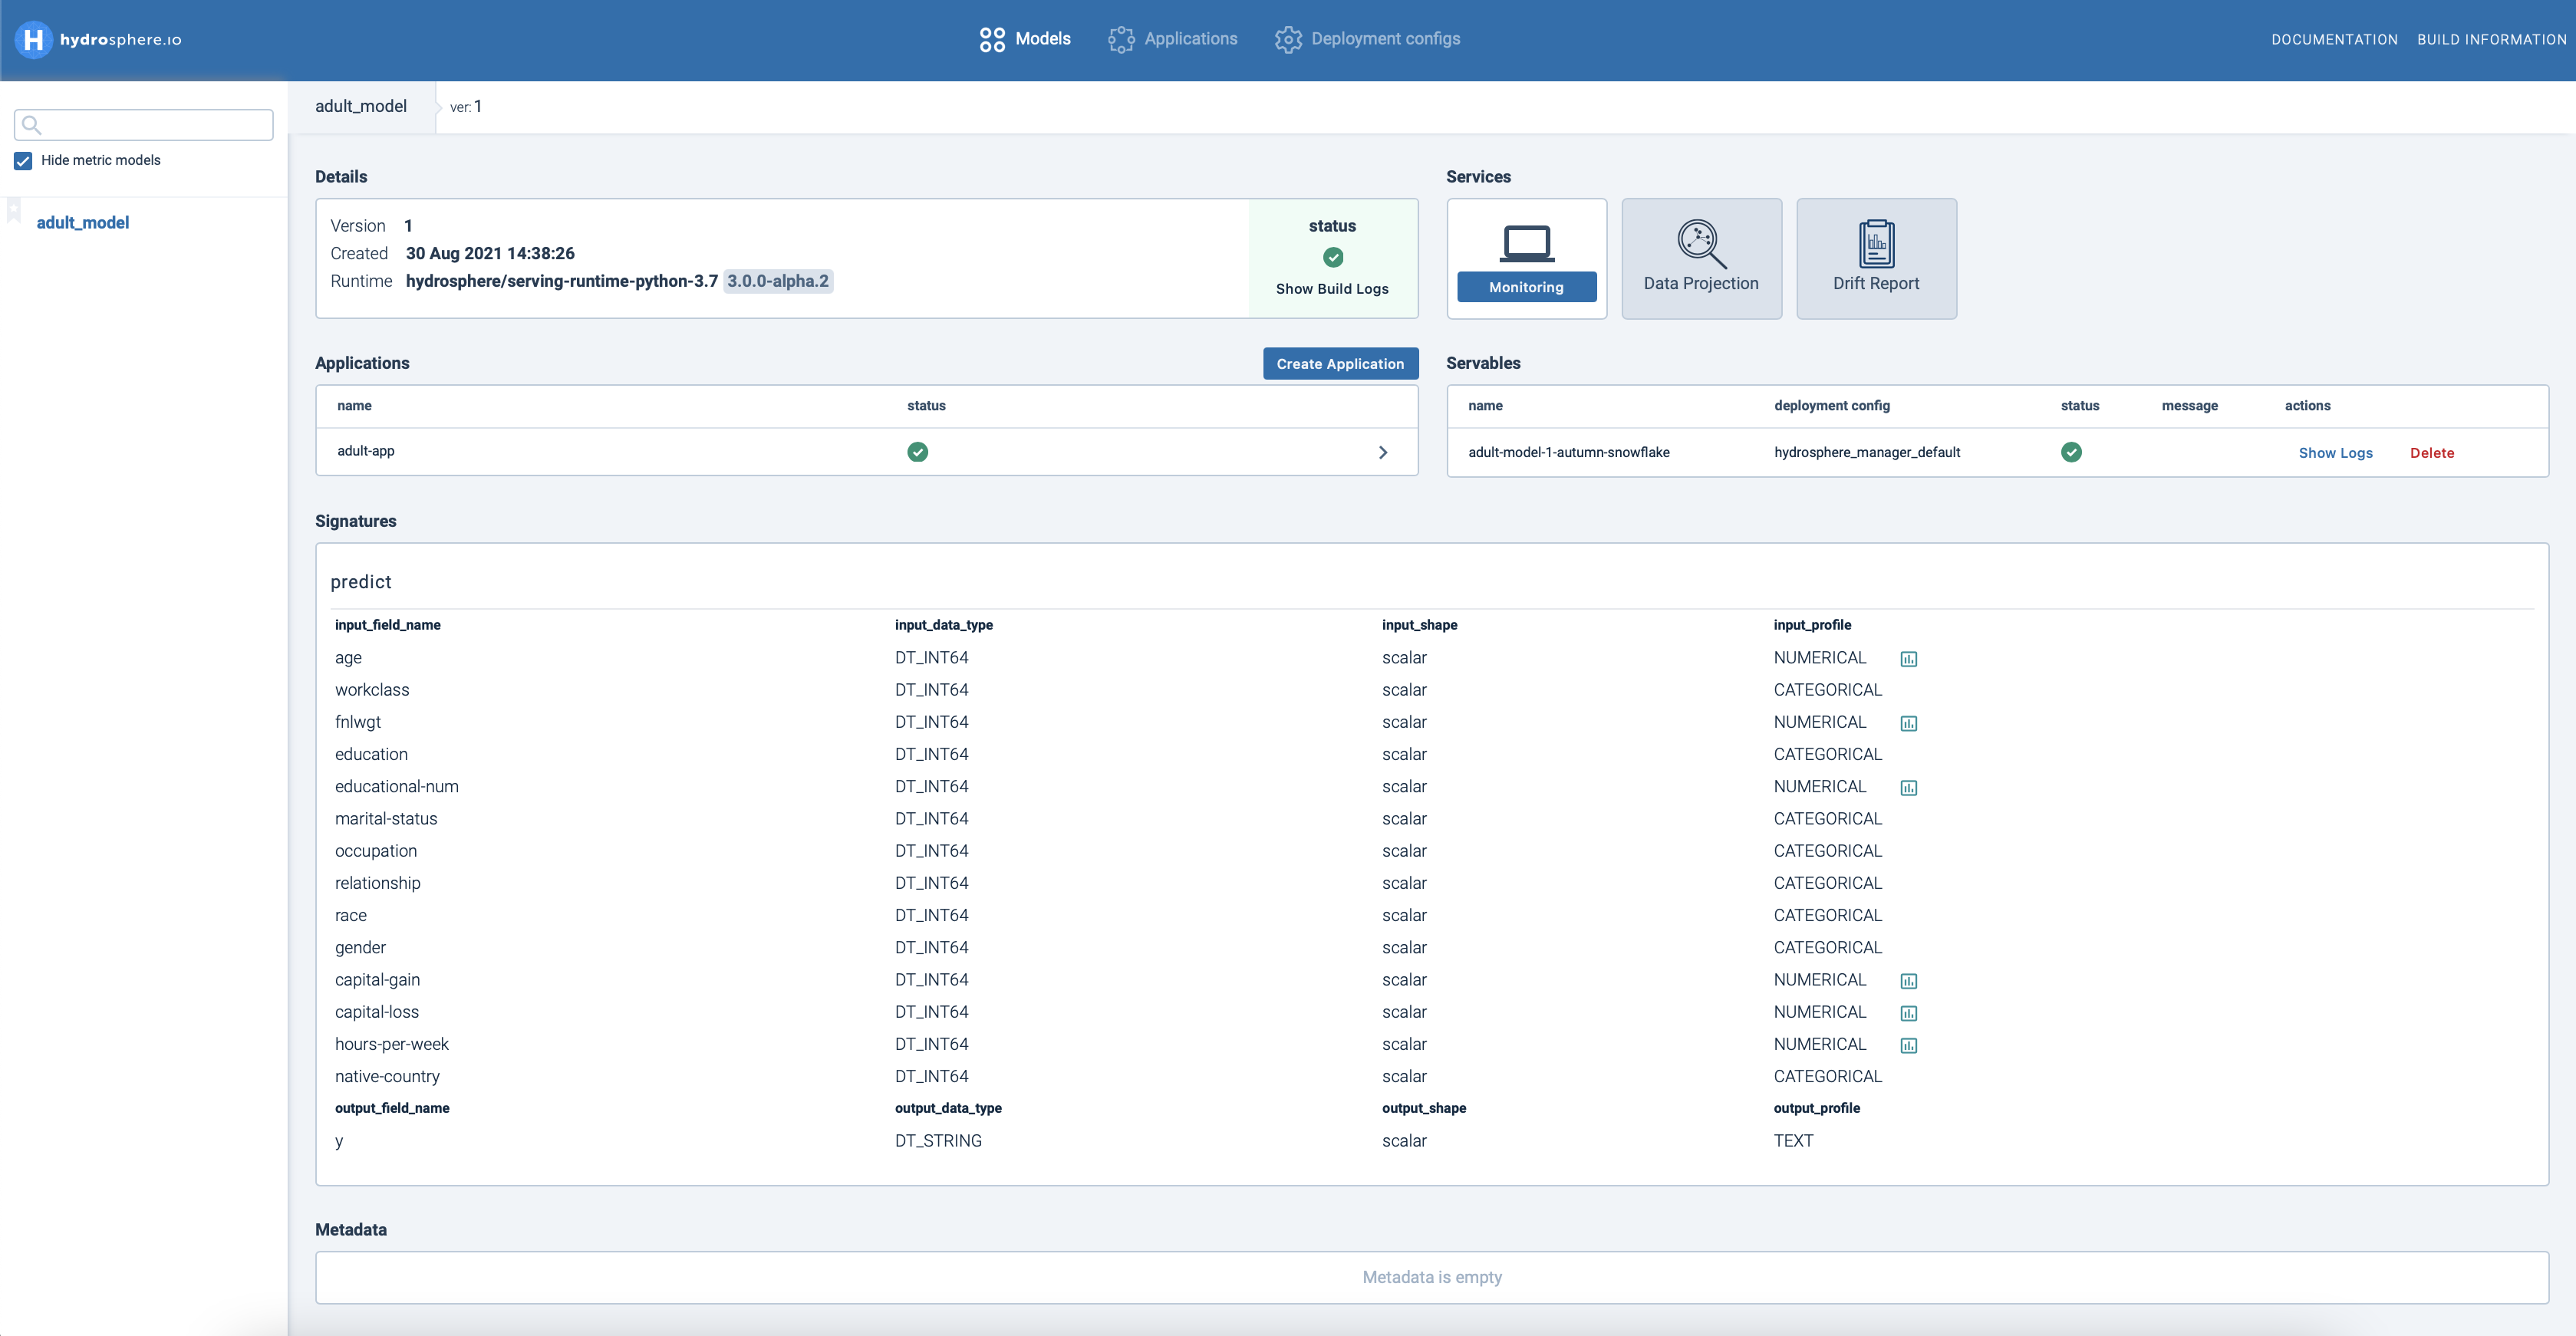 H hydrosphere.io
Models Applications Deployment configs
DOCUMENTATION BUILD INFORMATION
Hide metric models
adult_model
adult_model ver: 1
Details
Version 1
Created 30 Aug 2021 14:38:26
Runtime hydrosphere/serving-runtime-python-3.7 3.0.0-alpha.2
status
Show Build Logs
Services
Monitoring
Data Projection
Drift Report
Applications
Create Application
name status
adult-app
Servables
name deployment config status message actions
adult-model-1-autumn-snowflake hydrosphere_manager_default Show Logs Delete
Signatures
predict
input_field_name input_data_type input_shape input_profile
age DT_INT64 scalar NUMERICAL
workclass DT_INT64 scalar CATEGORICAL
fnlwgt DT_INT64 scalar NUMERICAL
education DT_INT64 scalar CATEGORICAL
educational-num DT_INT64 scalar NUMERICAL
marital-status DT_INT64 scalar CATEGORICAL
occupation DT_INT64 scalar CATEGORICAL
relationship DT_INT64 scalar CATEGORICAL
race DT_INT64 scalar CATEGORICAL
gender DT_INT64 scalar CATEGORICAL
capital-gain DT_INT64 scalar NUMERICAL
capital-loss DT_INT64 scalar NUMERICAL
hours-per-week DT_INT64 scalar NUMERICAL
native-country DT_INT64 scalar CATEGORICAL
output_field_name output_data_type output_shape output_profile
y DT_STRING scalar TEXT
Metadata
Metadata is empty